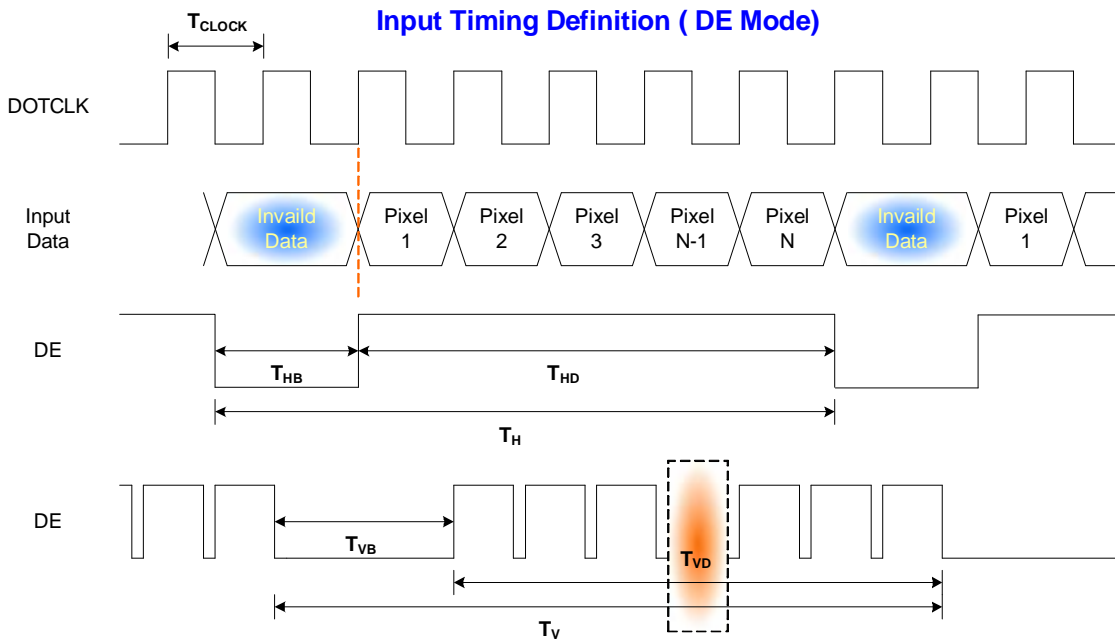 Input Timing Definition ( DE Mode)
TCLOCK
DOTCLK
Input
Data
Invaild
Data
Pixel
1
Pixel
2
Pixel
3
Pixel
N-1
Pixel
N
Invaild
Data
Pixel
1
DE
THB
THD
TH
DE
TVB
TVD
TV